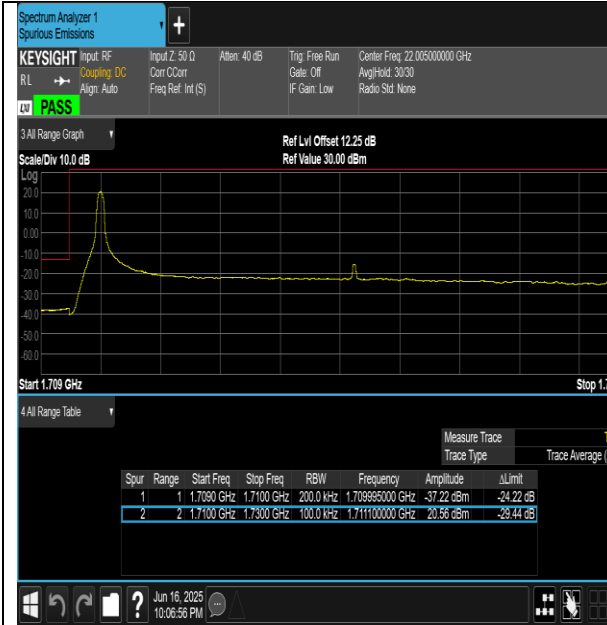 Spectrum Analyzer 1
Spurious Emissions
+
KEYSIGHT Input: RF Input Z: 50 Ω Atten: 40 dB Trig: Free Run Center Freq: 22.005000000 GHz
RL Coupling: DC Corr CCorr Gate: Off Avg|Hold: 30/30
Align: Auto Freq Ref: Int (S) IF Gain: Low Radio Std: None
LXI PASS
3 All Range Graph
Ref Lvl Offset 12.25 dB
Scale/Div 10.0 dB Ref Value 30.00 dBm
Log
20.0
10.0
0.00
-10.0
-20.0
-30.0
-40.0
-50.0
-60.0
Start 1.709 GHz Stop 1.7
4 All Range Table
Measure Trace
Trace Type Trace Average (
Spur Range Start Freq Stop Freq RBW Frequency Amplitude ΔLimit
1 1 1.7090 GHz 1.7100 GHz 200.0 kHz 1.709995000 GHz -37.22 dBm -24.22 dB
2 2 1.7100 GHz 1.7300 GHz 100.0 kHz 1.711100000 GHz 20.56 dBm -29.44 dB
? Jun 16, 2025
10:06:56 PM